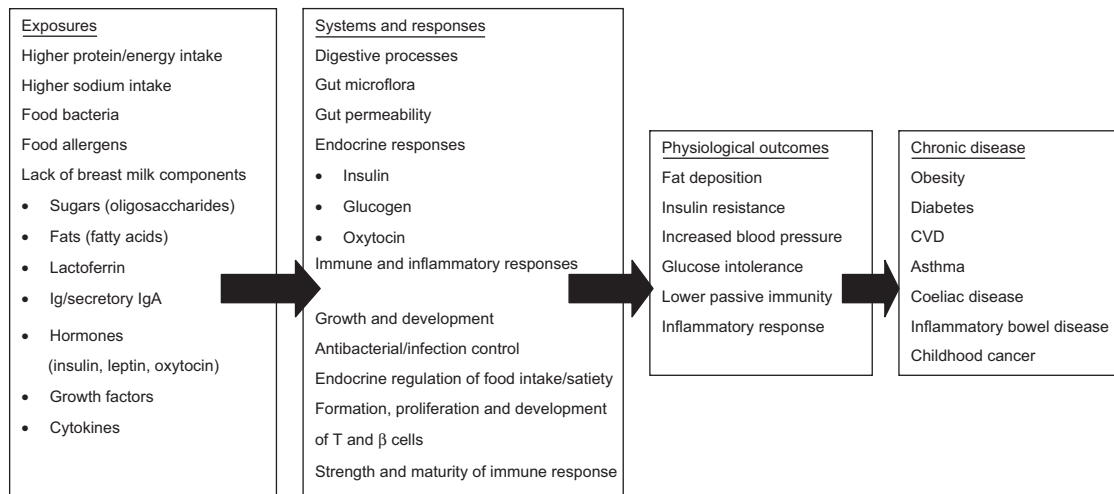 Exposures
Higher protein/energy intake
Higher sodium intake
Food bacteria
Food allergens
Lack of breast milk components
• Sugars (oligosaccharides)
• Fats (fatty acids)
• Lactoferrin
• Ig/secretory IgA
• Hormones
(insulin, leptin, oxytocin)
• Growth factors
• Cytokines
Systems and responses
Digestive processes
Gut microflora
Gut permeability
Endocrine responses
• Insulin
• Glucogen
• Oxytocin
Immune and inflammatory responses
Growth and development
Antibacterial/infection control
Endocrine regulation of food intake/satiety
Formation, proliferation and development
of T and β cells
Strength and maturity of immune response
Physiological outcomes
Fat deposition
Insulin resistance
Increased blood pressure
Glucose intolerance
Lower passive immunity
Inflammatory response
Chronic disease
Obesity
Diabetes
CVD
Asthma
Coeliac disease
Inflammatory bowel disease
Childhood cancer